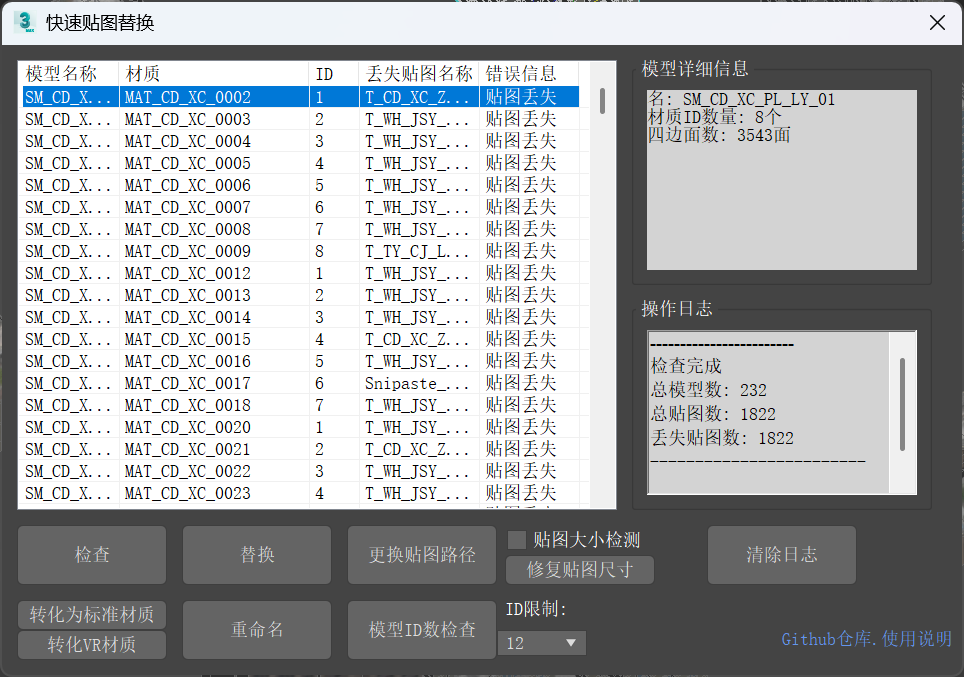 快速贴图替换
模型名称 材质 ID 丢失贴图名称 错误信息
SM_CD_X... MAT_CD_XC_0002 1 T_CD_XC_Z... 贴图丢失
SM_CD_X... MAT_CD_XC_0003 2 T_WH_JSY_... 贴图丢失
SM_CD_X... MAT_CD_XC_0004 3 T_WH_JSY_... 贴图丢失
SM_CD_X... MAT_CD_XC_0005 4 T_WH_JSY_... 贴图丢失
SM_CD_X... MAT_CD_XC_0006 5 T_WH_JSY_... 贴图丢失
SM_CD_X... MAT_CD_XC_0007 6 T_WH_JSY_... 贴图丢失
SM_CD_X... MAT_CD_XC_0008 7 T_WH_JSY_... 贴图丢失
SM_CD_X... MAT_CD_XC_0009 8 T_TY_CJ_L... 贴图丢失
SM_CD_X... MAT_CD_XC_0012 1 T_WH_JSY_... 贴图丢失
SM_CD_X... MAT_CD_XC_0013 2 T_WH_JSY_... 贴图丢失
SM_CD_X... MAT_CD_XC_0014 3 T_WH_JSY_... 贴图丢失
SM_CD_X... MAT_CD_XC_0015 4 T_CD_XC_Z... 贴图丢失
SM_CD_X... MAT_CD_XC_0016 5 T_WH_JSY_... 贴图丢失
SM_CD_X... MAT_CD_XC_0017 6 Snipaste_... 贴图丢失
SM_CD_X... MAT_CD_XC_0018 7 T_WH_JSY_... 贴图丢失
SM_CD_X... MAT_CD_XC_0020 1 T_WH_JSY_... 贴图丢失
SM_CD_X... MAT_CD_XC_0021 2 T_CD_XC_Z... 贴图丢失
SM_CD_X... MAT_CD_XC_0022 3 T_WH_JSY_... 贴图丢失
SM_CD_X... MAT_CD_XC_0023 4 T_WH_JSY_... 贴图丢失
模型详细信息
名: SM_CD_XC_PL_LY_01
材质ID数量: 8个
四边面数: 3543面
操作日志
------------------------
检查完成
总模型数: 232
总贴图数: 1822
丢失贴图数: 1822
------------------------
检查
替换
更换贴图路径
贴图大小检测
修复贴图尺寸
清除日志
转化为标准材质
转化VR材质
重命名
模型ID数检查
ID限制:
12
Github仓库.使用说明